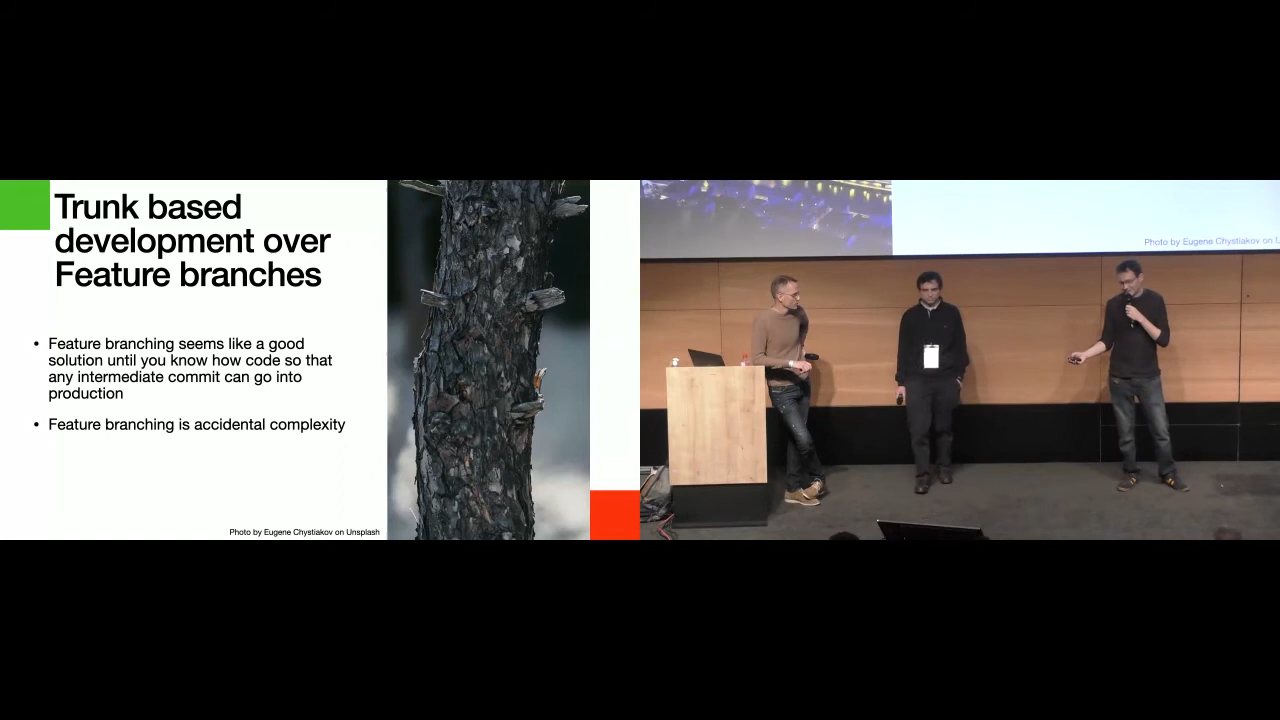 Trunk based
development over
Feature branches
• Feature branching seems like a good
solution until you know how code so that
any intermediate commit can go into
production
• Feature branching is accidental complexity
Photo by Eugene Chystiakov on Unsplash
Photo by Eugene Chystiakov on U